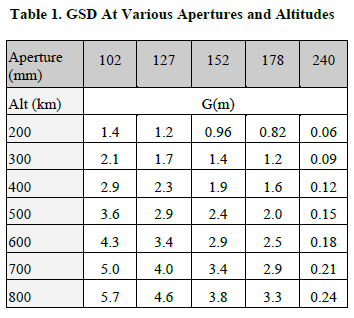 Table 1. GSD At Various Apertures and Altitudes
Aperture (mm) 102 127 152 178 240
Alt (km) G(m)
200 1.4 1.2 0.96 0.82 0.06
300 2.1 1.7 1.4 1.2 0.09
400 2.9 2.3 1.9 1.6 0.12
500 3.6 2.9 2.4 2.0 0.15
600 4.3 3.4 2.9 2.5 0.18
700 5.0 4.0 3.4 2.9 0.21
800 5.7 4.6 3.8 3.3 0.24